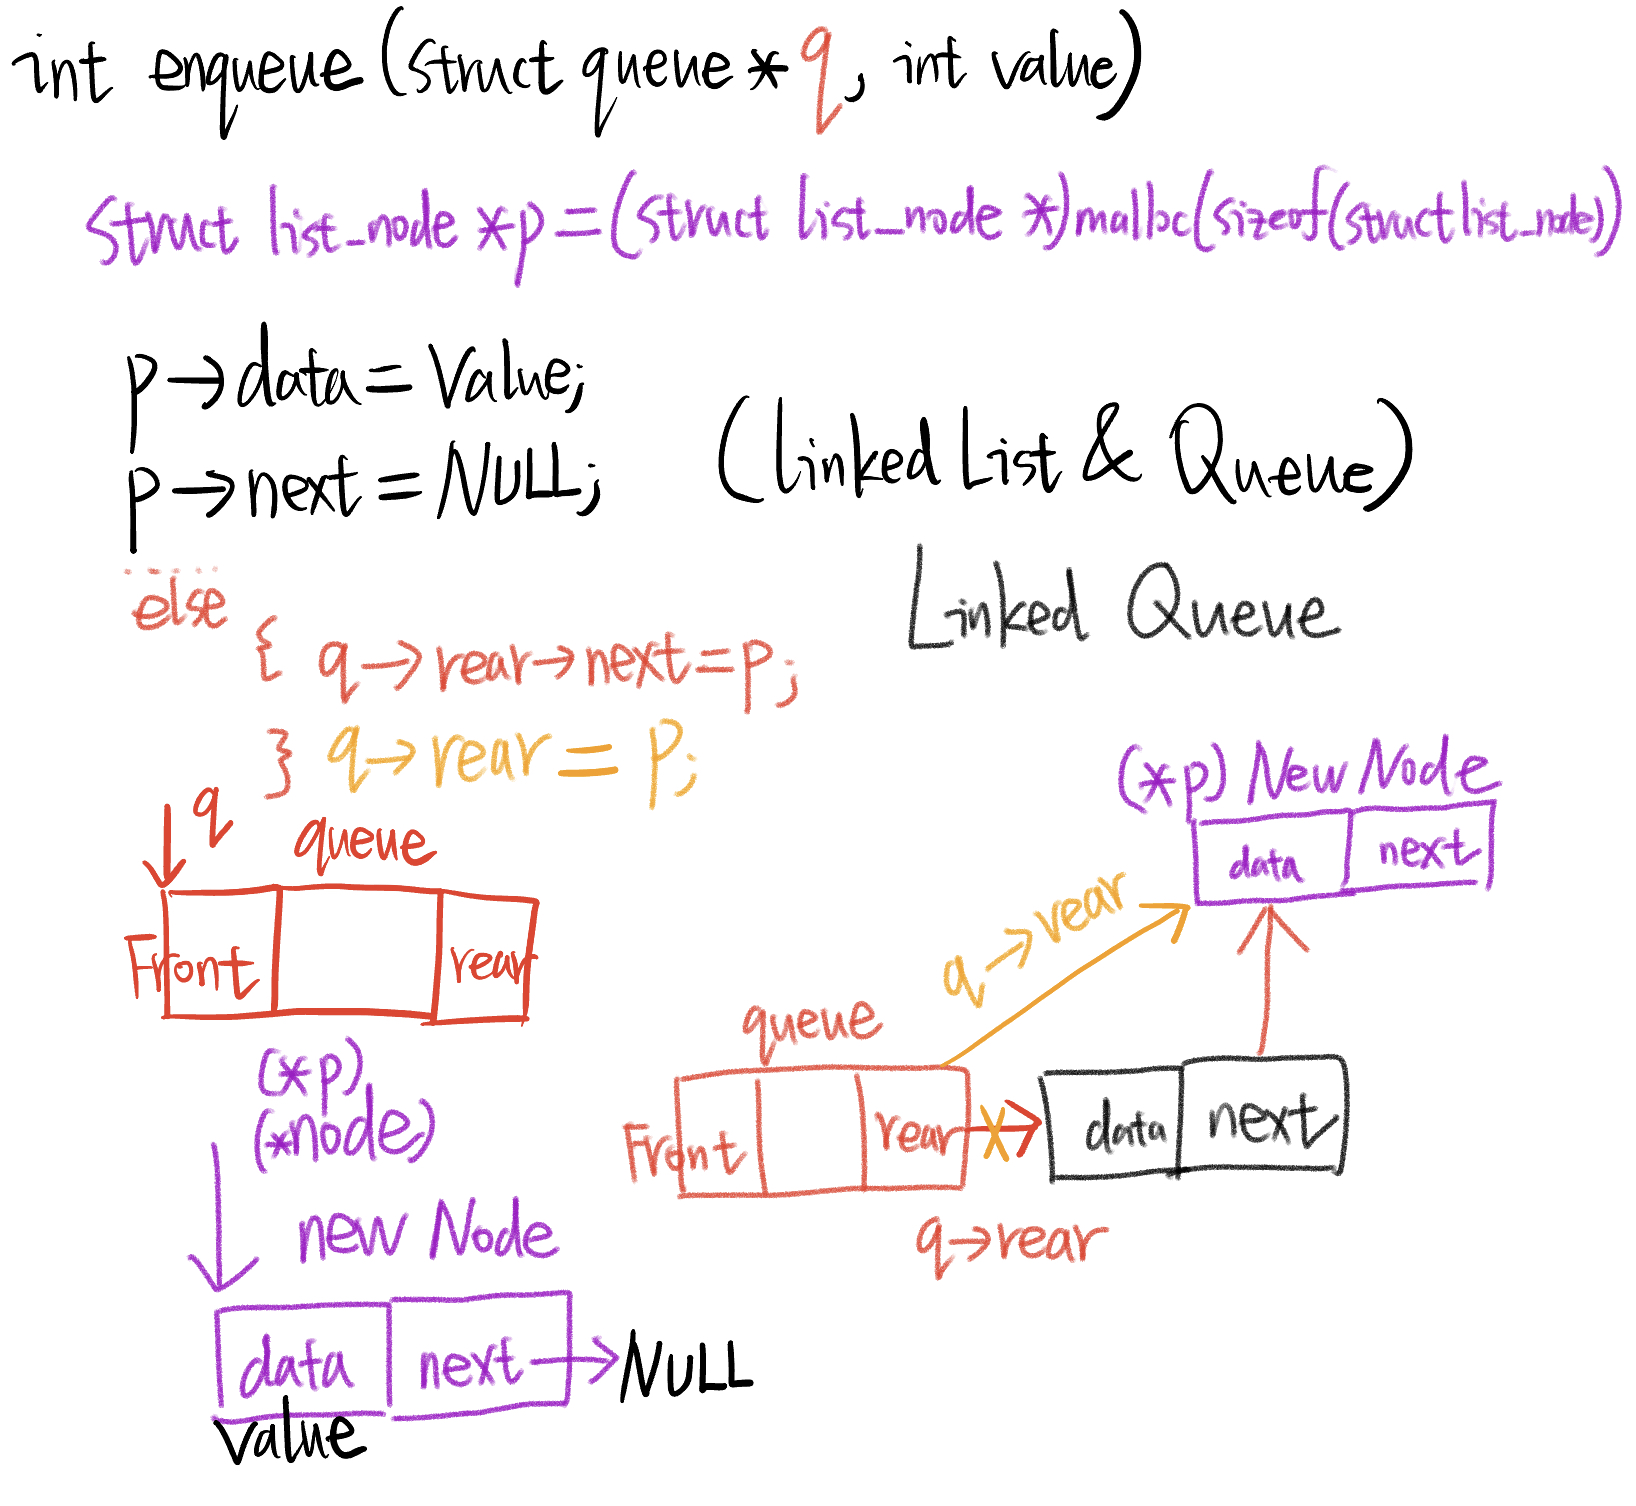 int enqueue (struct queue * q, int value)
struct list_node *p = (struct list_node *)malloc(sizeof(struct list_node))
p→data = Value;
p→next = NULL;
(linked List & Queue)
Linked Queue
......
else
{ q→rear→next=p;
} q→rear = p;
q
queue
Front
rear
(*p)
(*node)
new Node
data
next
NULL
value
(*p) New Node
data
next
q→rear
queue
Front
rear
data
next
q→rear